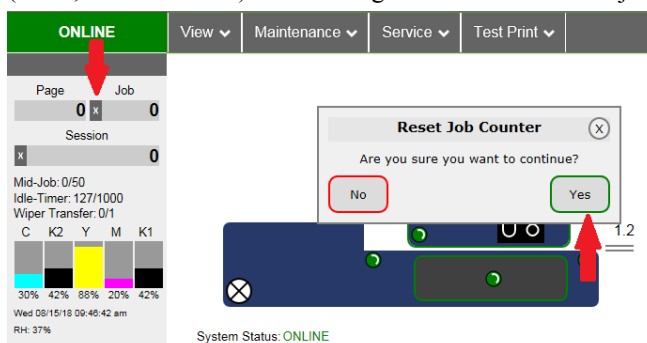 ONLINE
View
Maintenance
Service
Test Print
Page
Job
0
x
0
Session
x
0
Mid-Job: 0/50
Idle-Timer: 127/1000
Wiper Transfer: 0/1
C K2 Y M K1
30% 42% 88% 20% 42%
Wed 08/15/18 09:46:42 am
RH: 37%
Reset Job Counter
X
Are you sure you want to continue?
No
Yes
1.2
System Status: ONLINE